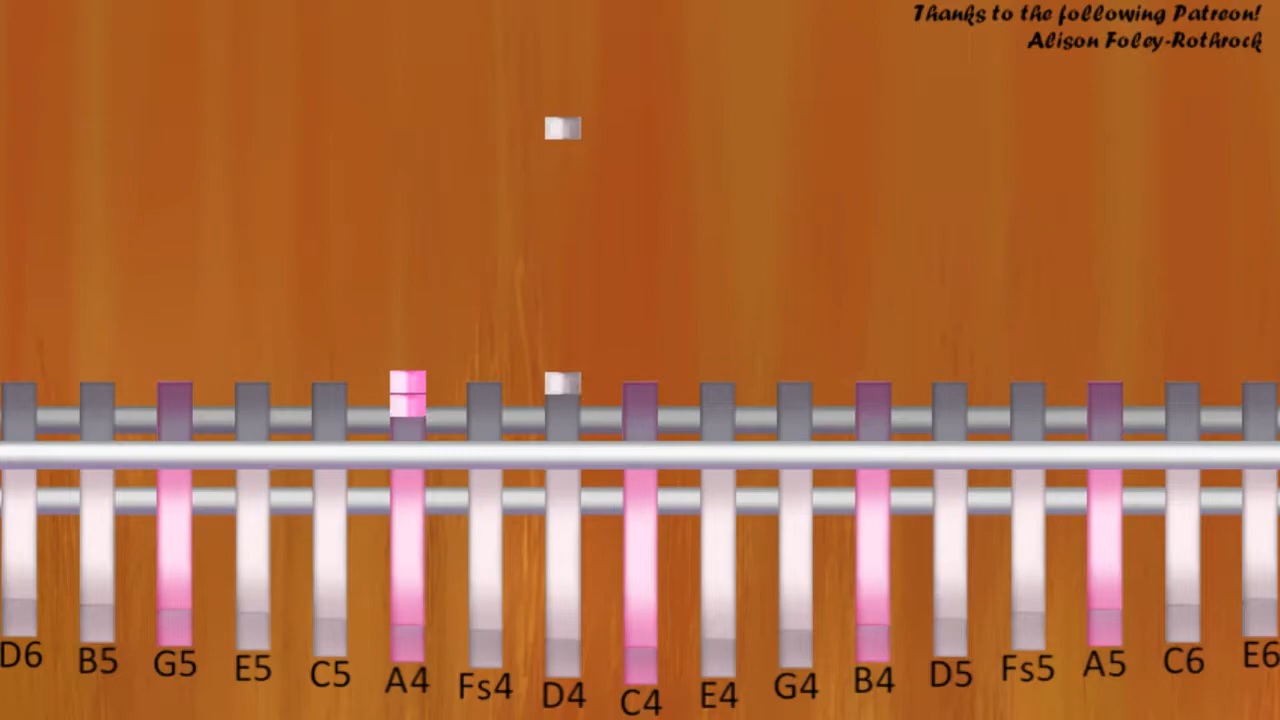 Thanks to the following Patreon!
Alison Foley-Rothrock
D6 B5 G5 E5 C5 A4 Fs4 D4 C4 E4 G4 B4 D5 Fs5 A5 C6 E6